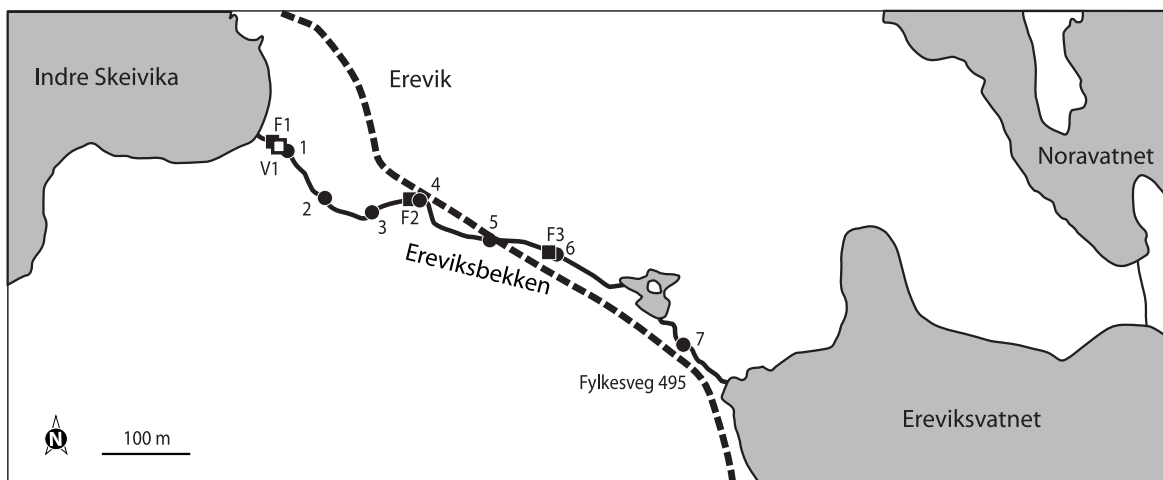 Indre Skeivika
Erevik
F1
1
V1
Noravatnet
4
2
3
F2
5
F3
6
Ereviksbekken
7
Fylkesveg 495
Ereviksvatnet
N
100 m